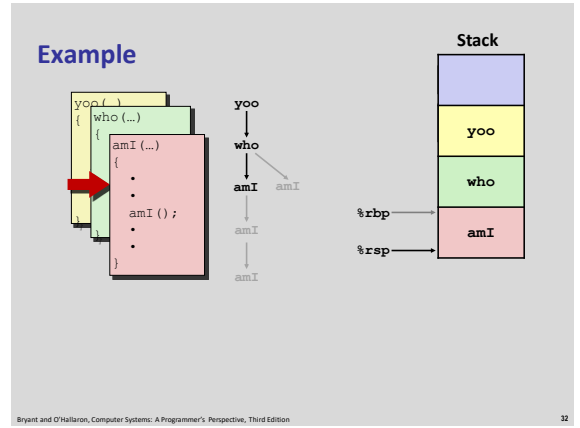 Example
yoo(…)
{
}
who(…)
{
}
amI(…)
{
•
•
amI();
•
•
}
yoo
who
amI amI
amI
amI
Stack
yoo
who
%rbp
amI
%rsp
Bryant and O'Hallaron, Computer Systems: A Programmer's Perspective, Third Edition
32